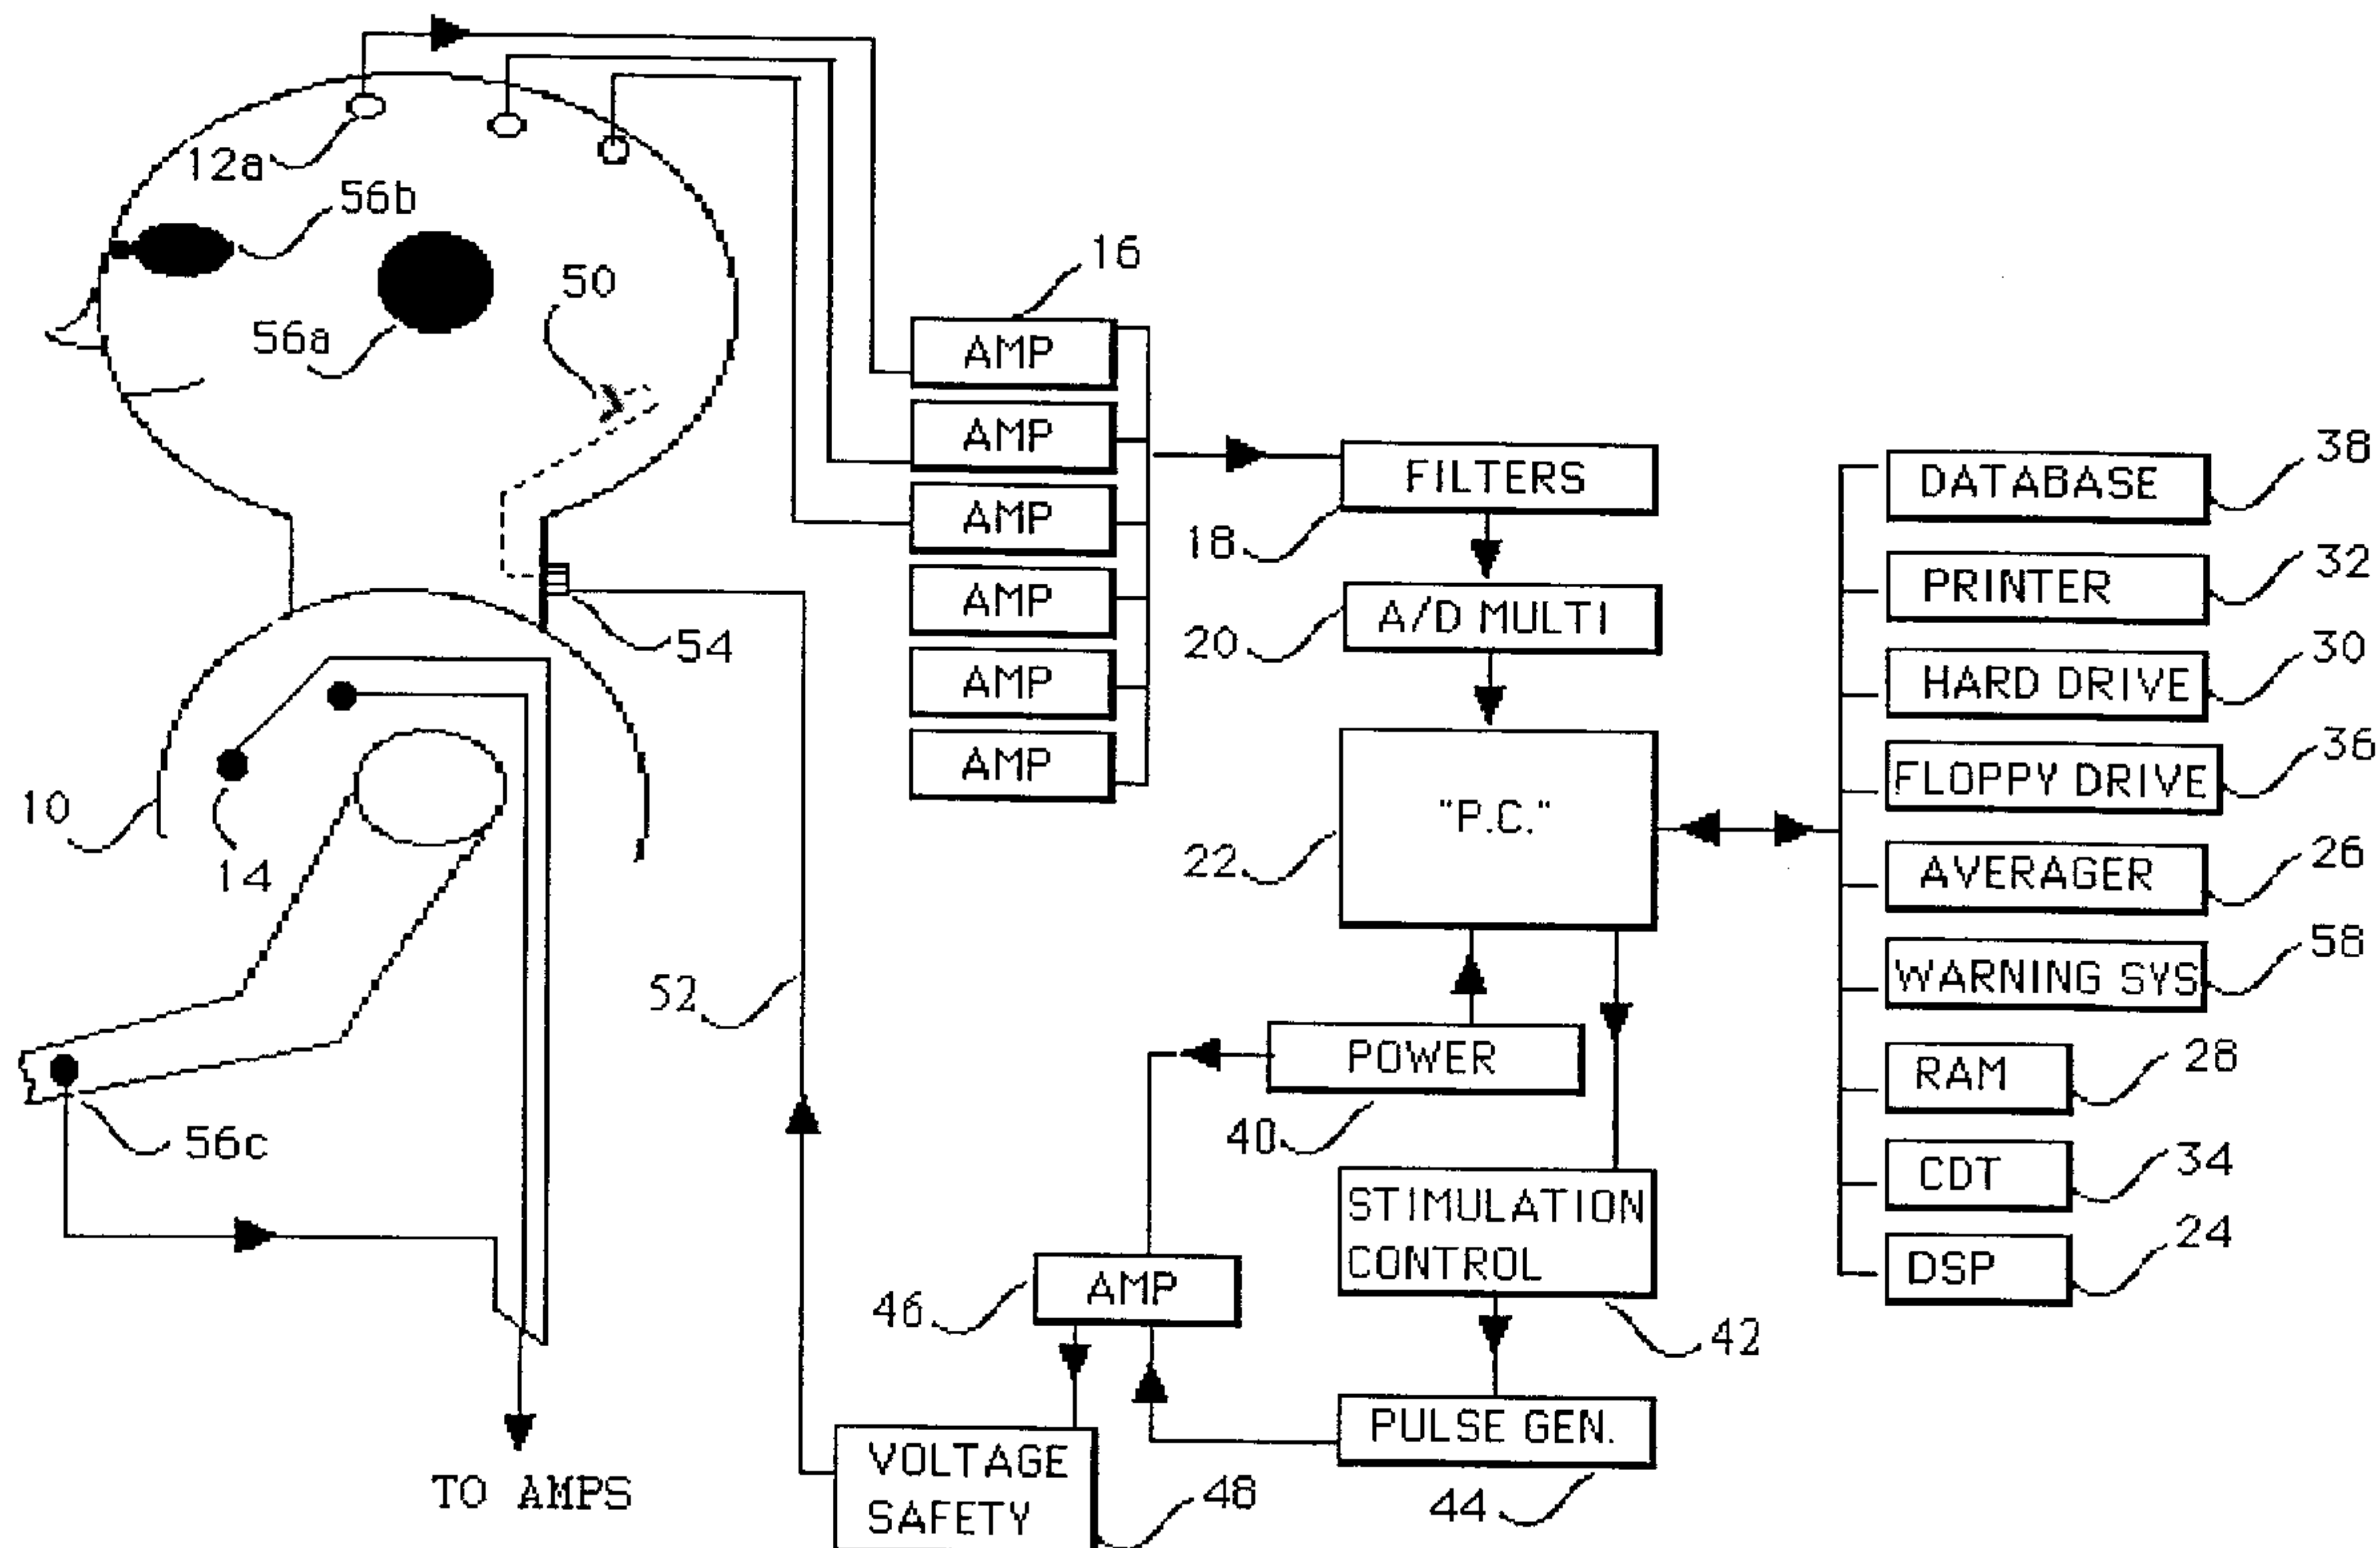 12a
56b
56a
50
16
AMP
AMP
AMP
AMP
AMP
AMP
FILTERS
18
A/D MULTI
20
"P.C."
22
DATABASE
38
PRINTER
32
HARD DRIVE
30
FLOPPY DRIVE
36
AVERAGER
26
WARNING SYS
58
RAM
28
CDT
34
DSP
24
54
10
14
52
56c
POWER
40
STIMULATION
CONTROL
42
AMP
46
PULSE GEN.
44
VOLTAGE
SAFETY
48
TO AMPS